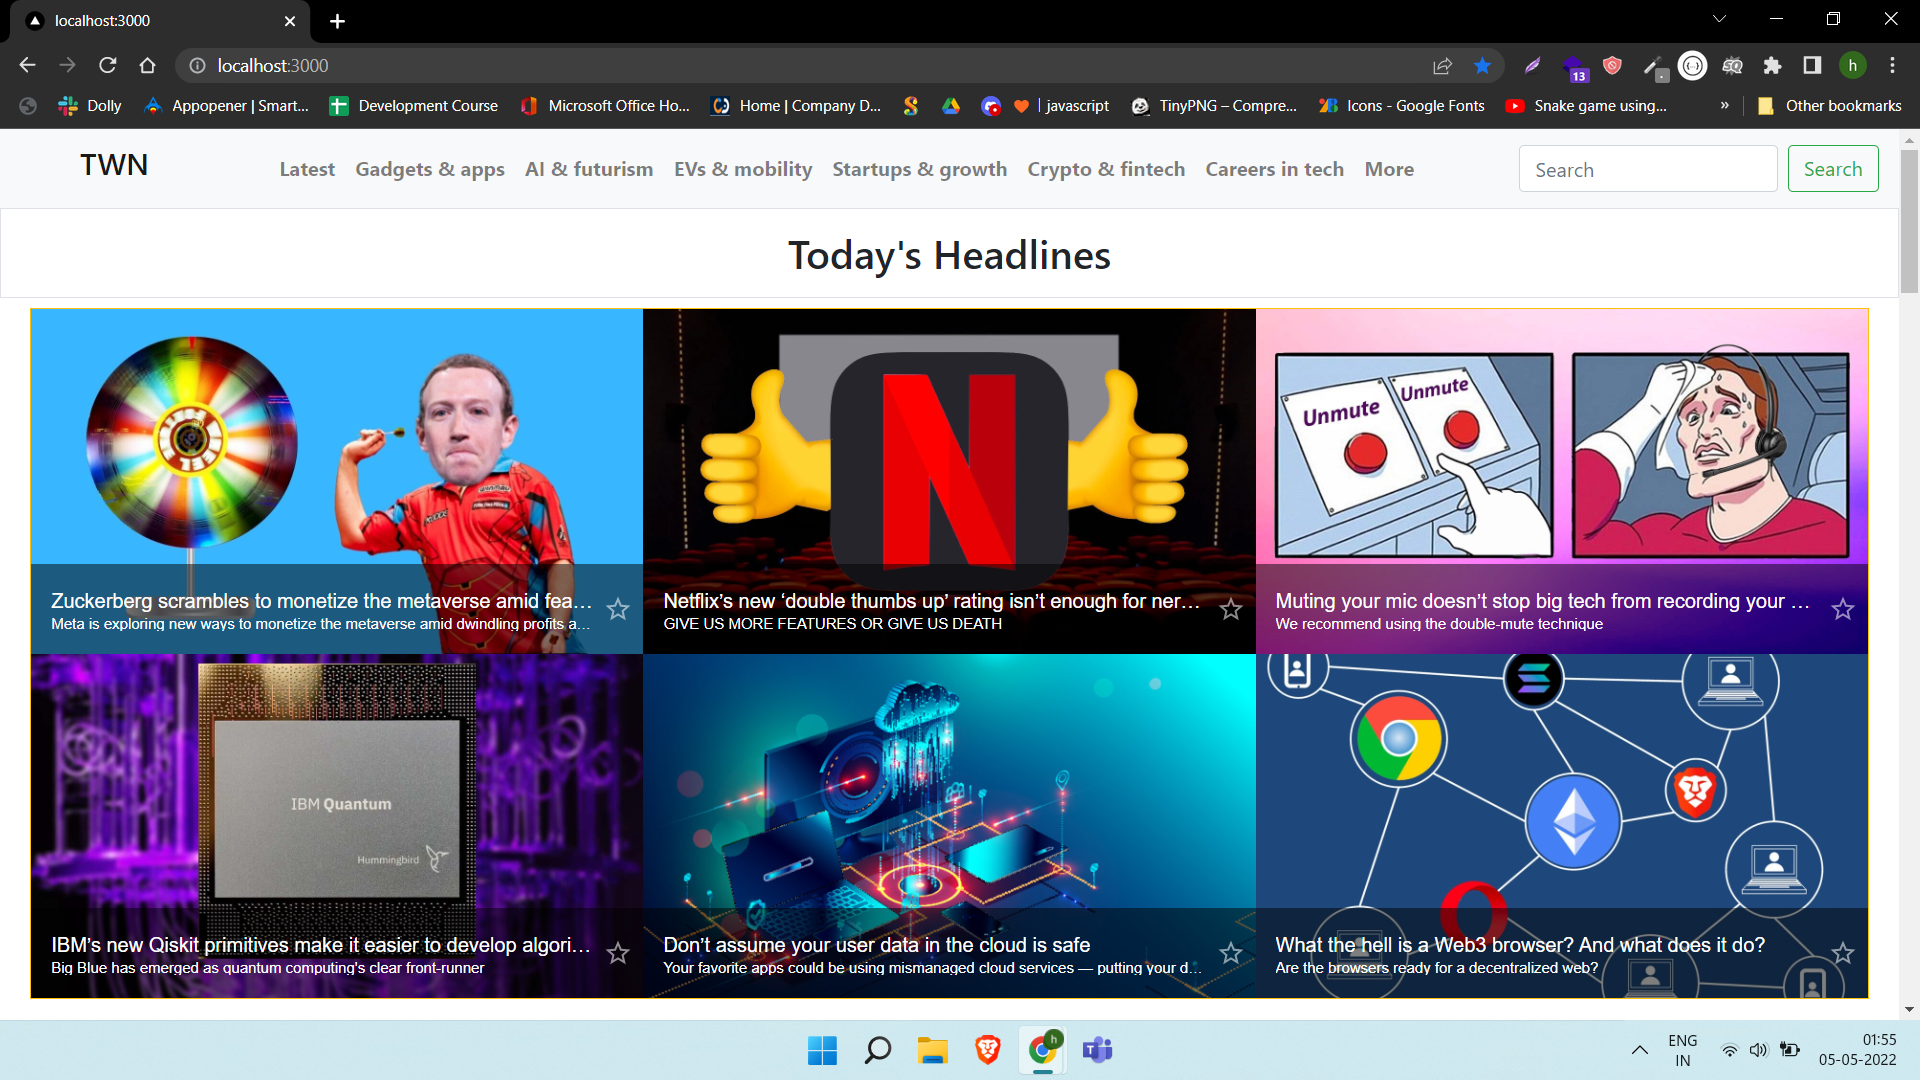 localhost:3000
localhost:3000
13
h
Dolly
Appopener | Smart...
Development Course
Microsoft Office Ho...
Home | Company D...
| javascript
TinyPNG – Compre...
Icons - Google Fonts
Snake game using...
»
Other bookmarks
TWN
Latest
Gadgets & apps
AI & futurism
EVs & mobility
Startups & growth
Crypto & fintech
Careers in tech
More
Search
Search
Today's Headlines
N
Unmute
Unmute
Zuckerberg scrambles to monetize the metaverse amid fea...
Meta is exploring new ways to monetize the metaverse amid dwindling profits a...
Netflix’s new ‘double thumbs up’ rating isn’t enough for ner...
GIVE US MORE FEATURES OR GIVE US DEATH
Muting your mic doesn’t stop big tech from recording your ...
We recommend using the double-mute technique
IBM Quantum
Hummingbird
IBM’s new Qiskit primitives make it easier to develop algori...
Big Blue has emerged as quantum computing's clear front-runner
Don’t assume your user data in the cloud is safe
Your favorite apps could be using mismanaged cloud services — putting your d...
What the hell is a Web3 browser? And what does it do?
Are the browsers ready for a decentralized web?
h
ENG
IN
01:55
05-05-2022